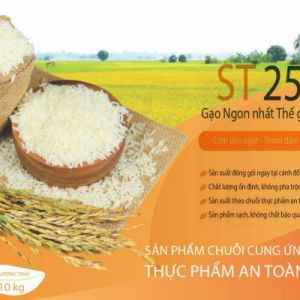 ST 25
Gạo Ngon nhất Thế g
Cơm dẻo ngọt - Thơm đậm
Sản xuất đóng gói ngay tại cánh đồ
Chất lượng ổn định, không pha trộn
Sản xuất theo chuỗi thực phẩm an
Sản phẩm sạch, không chất bảo qu
SẢN PHẨM CHUỖI CUNG ỨN
THỰC PHẨM AN TOÀN
LƯỢNG TỊNH
10 kg